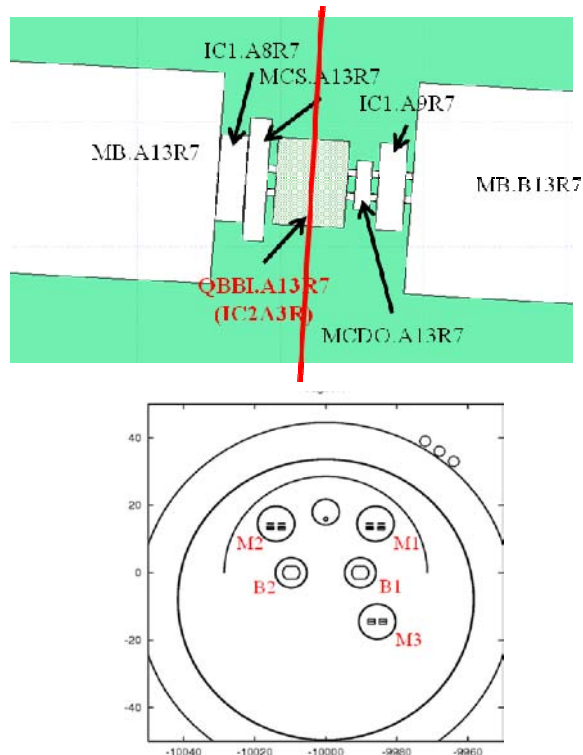 IC1.A8R7
MCS.A13R7
IC1.A9R7
MB.A13R7
MB.B13R7
QBBI.A13R7
(IC2A3R)
MCDO.A13R7
40
20
0
-20
-40
M2
M1
B2
B1
M3
-10040
-10020
-10000
-9980
-9960